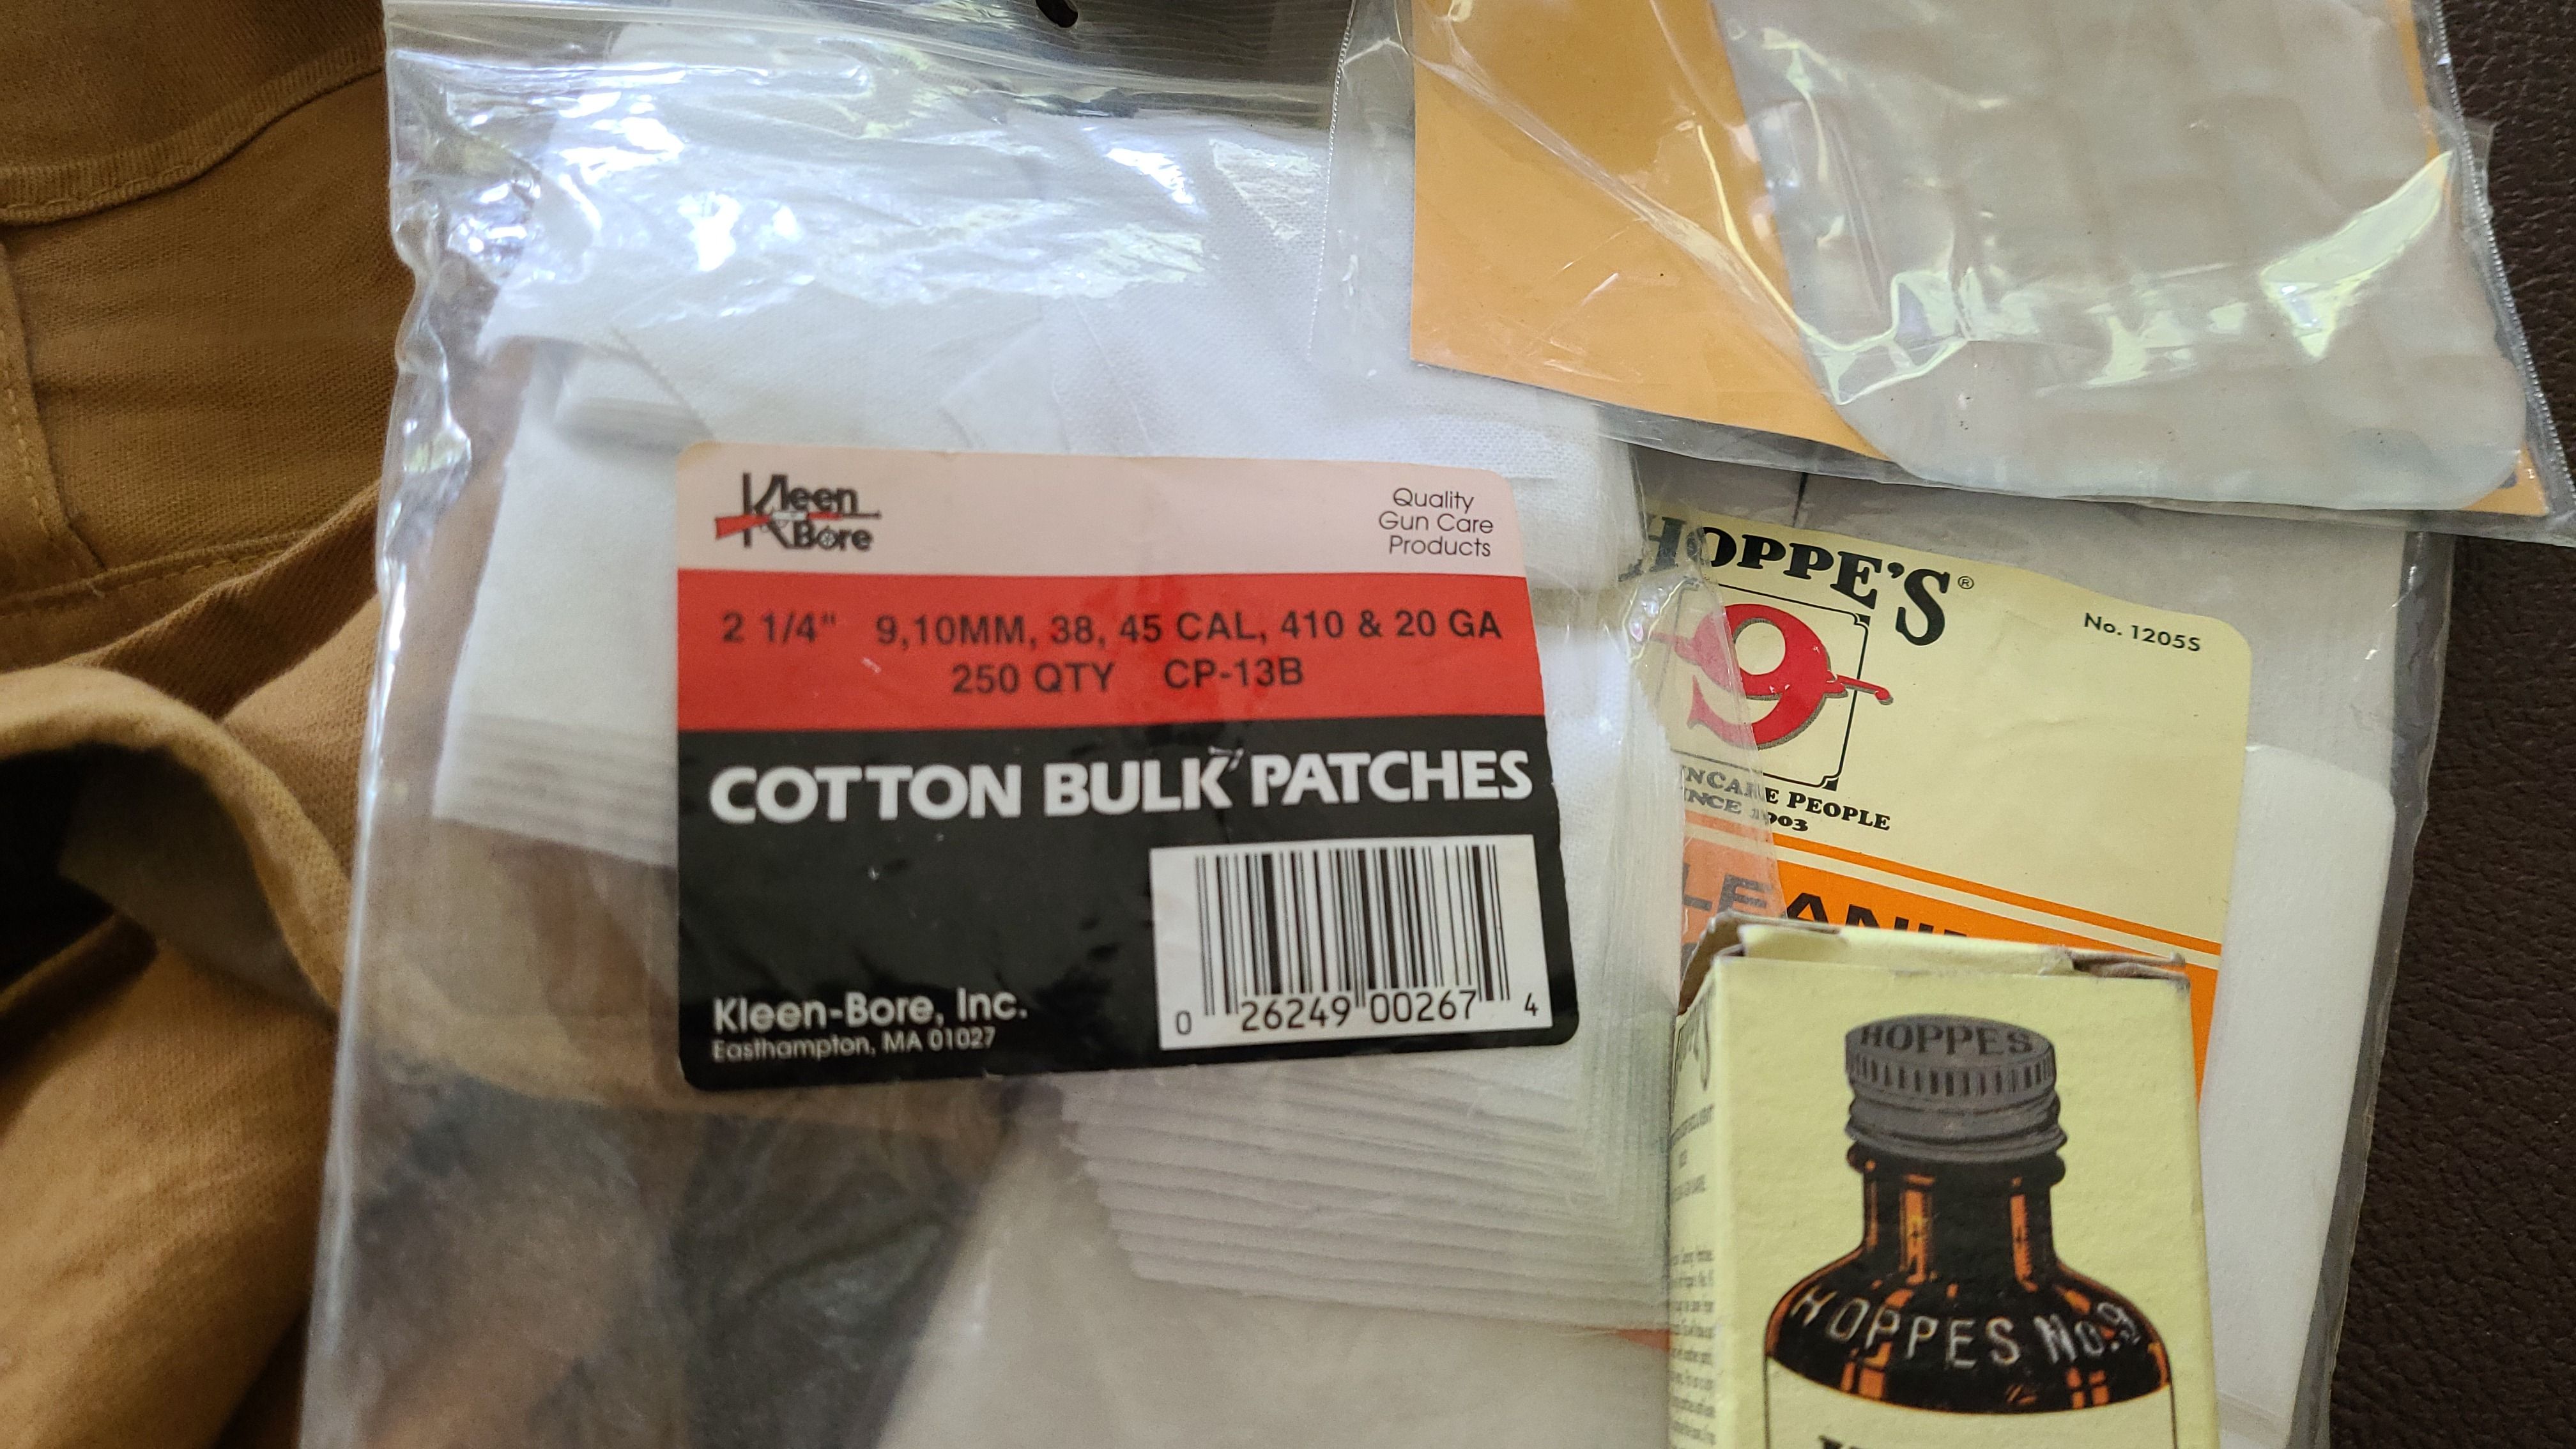 Kleen
Bore
Quality
Gun Care
Products
2 1/4" 9,10MM, 38, 45 CAL, 410 & 20 GA
250 QTY CP-13B
COTTON BULK PATCHES
Kleen-Bore, Inc.
Easthampton, MA 01027
0 26249 00267 4
HOPPE'S®
9
No. 1205S
PEOPLE
1903
HOPPES
HOPPES No.9